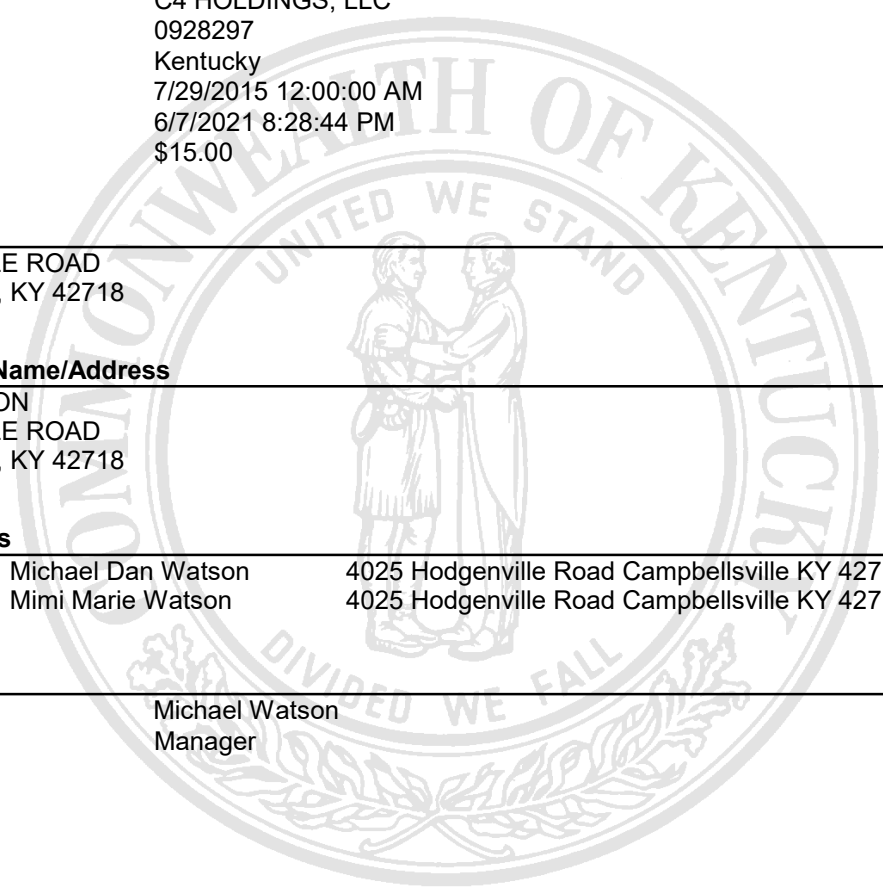 C4 HOLDINGS, LLC
0928297
Kentucky
7/29/2015 12:00:00 AM
6/7/2021 8:28:44 PM
$15.00
E ROAD
, KY 42718
Name/Address
ON
E ROAD
, KY 42718
s
Michael Dan Watson 4025 Hodgenville Road Campbellsville KY 427
Mimi Marie Watson 4025 Hodgenville Road Campbellsville KY 427
Michael Watson
Manager
COMMONWEALTH OF KENTUCKY
UNITED WE STAND
DIVIDED WE FALL